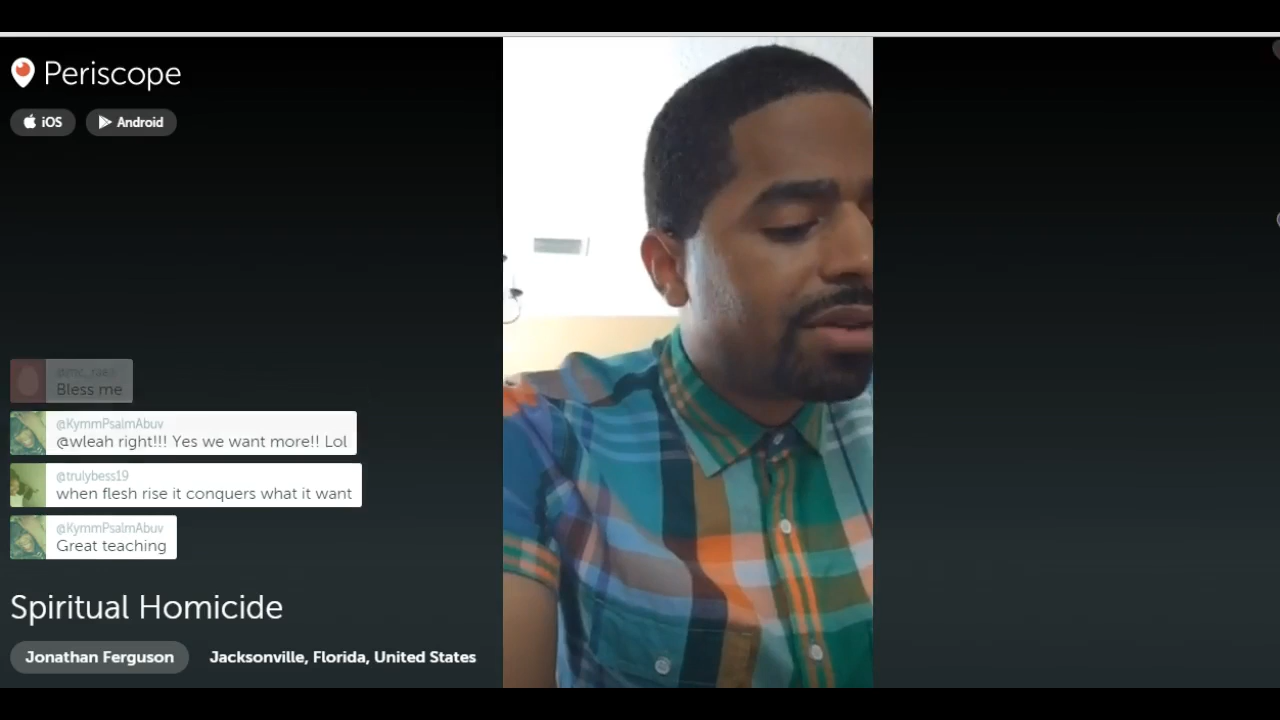 Periscope
iOS
Android
Bless me
@KymmPsalmAbuv
@wleah right!!! Yes we want more!! Lol
@trulybess19
when flesh rise it conquers what it want
@KymmPsalmAbuv
Great teaching
Spiritual Homicide
Jonathan Ferguson
Jacksonville, Florida, United States